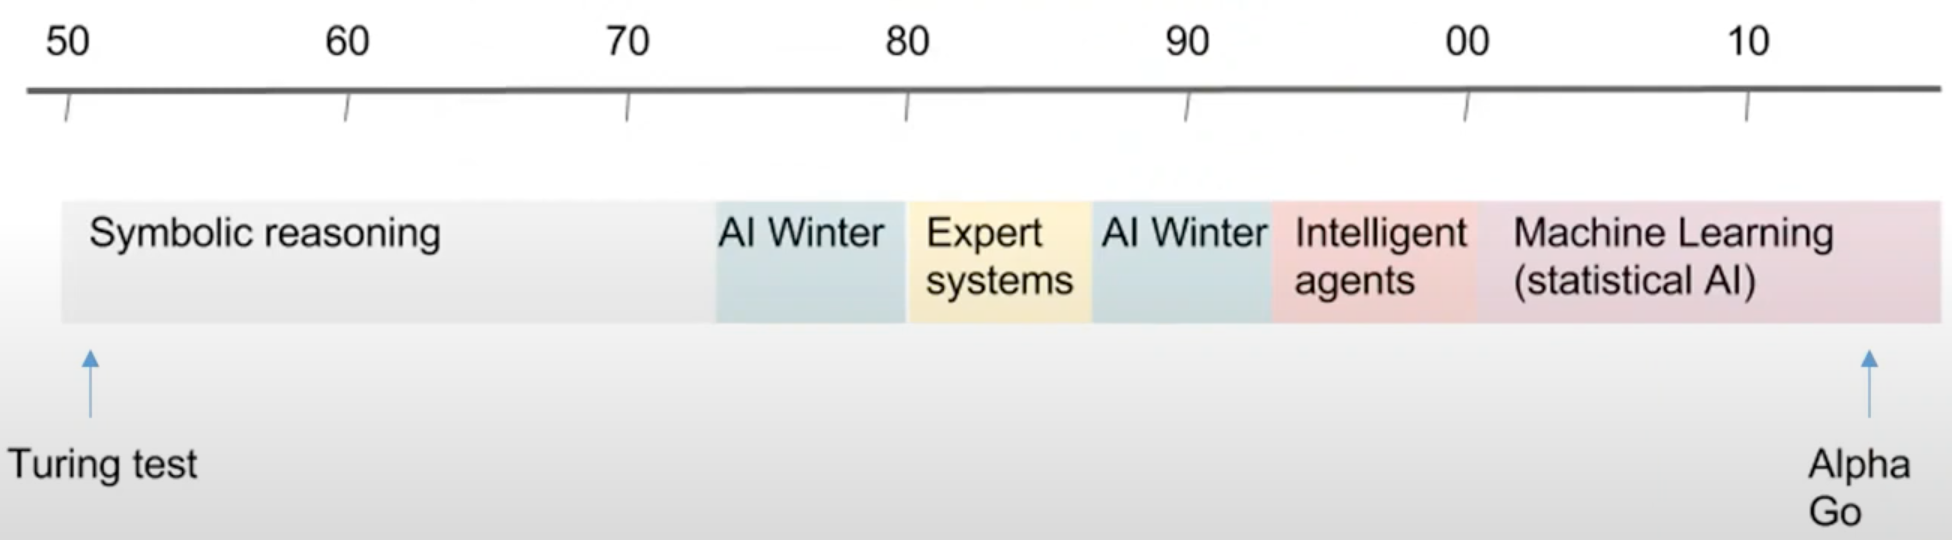 50 60 70 80 90 00 10
Symbolic reasoning
AI Winter
Expert
systems
AI Winter
Intelligent
agents
Machine Learning
(statistical AI)
Turing test
Alpha
Go